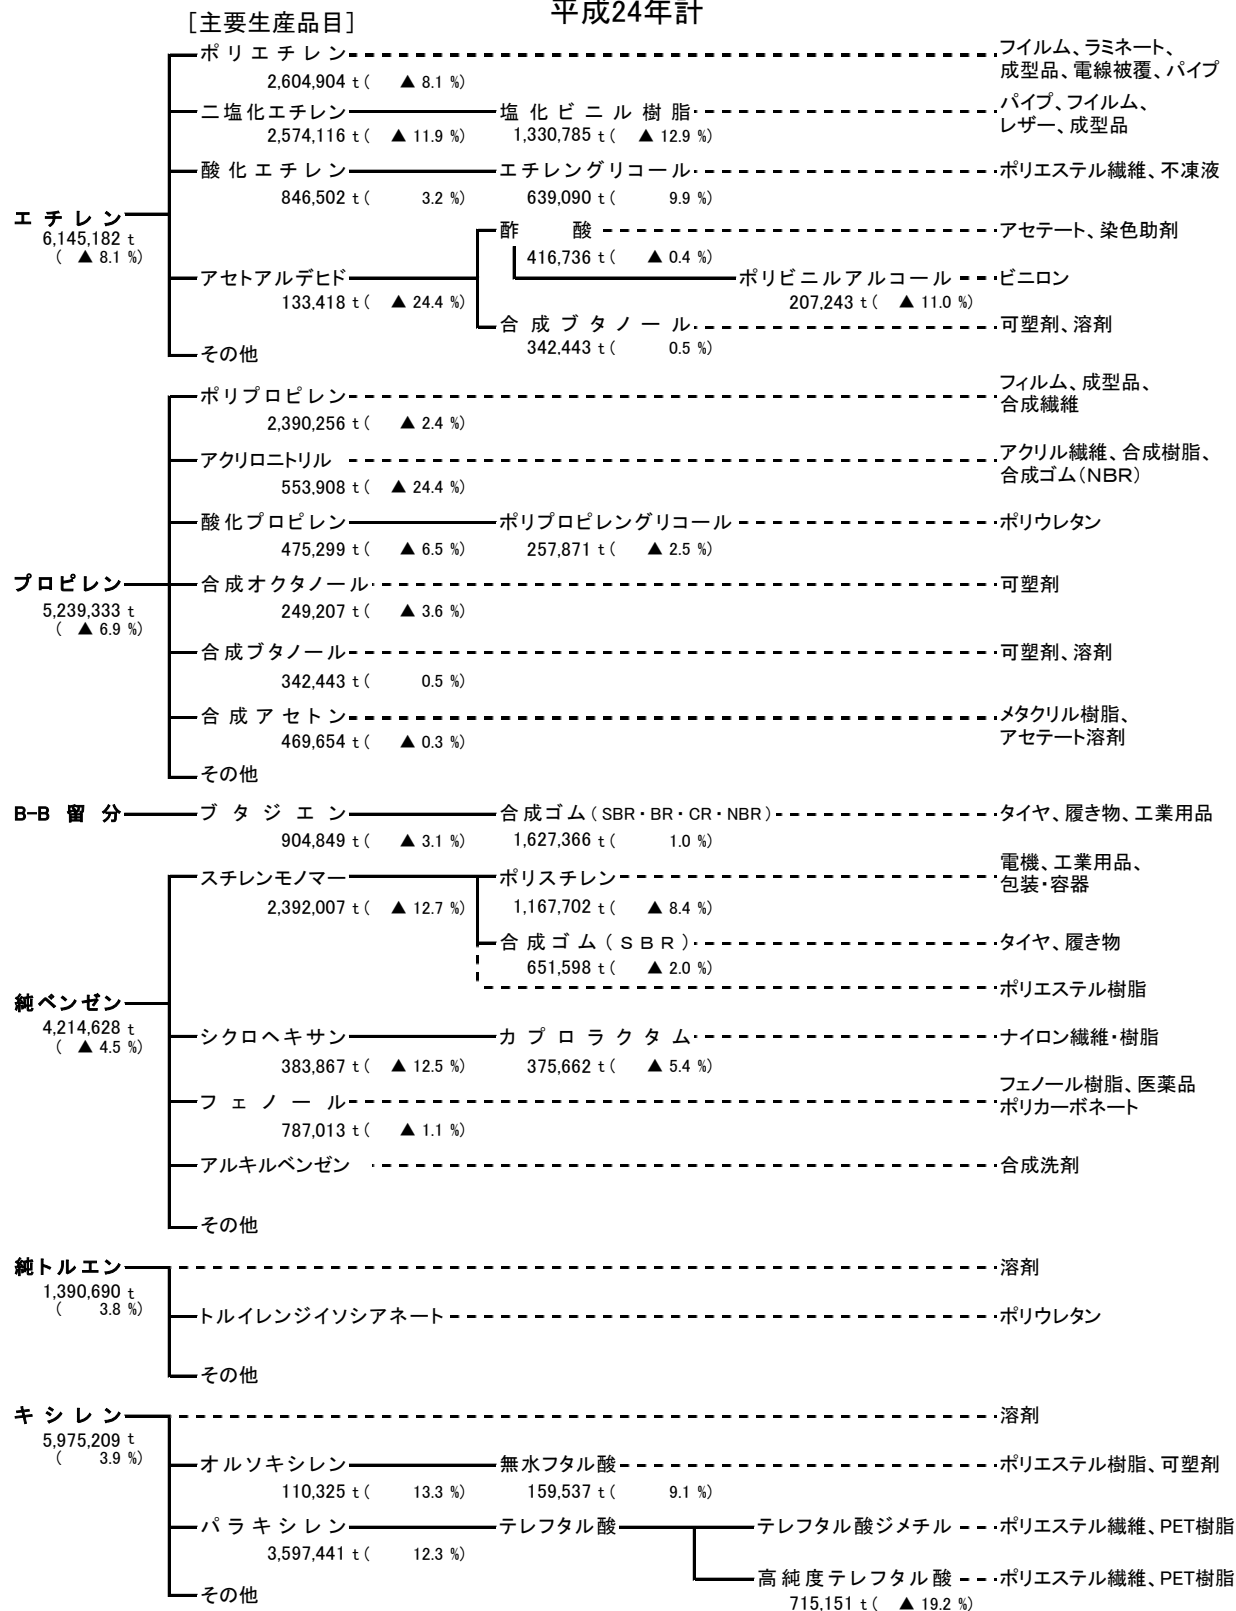 平成24年計
[主要生産品目]
ポリエチレン フイルム、ラミネート、
成型品、電線被覆、パイプ
2,604,904 t ( ▲ 8.1 %)
二塩化エチレン 塩化ビニル樹脂 パイプ、フイルム、
レザー、成型品
2,574,116 t ( ▲ 11.9 %) 1,330,785 t ( ▲ 12.9 %)
酸化エチレン エチレングリコール ポリエステル繊維、不凍液
846,502 t ( 3.2 %) 639,090 t ( 9.9 %)
エチレン
6,145,182 t
( ▲ 8.1 %)
酢酸 アセテート、染色助剤
416,736 t ( ▲ 0.4 %)
アセトアルデヒド ポリビニルアルコール ビニロン
133,418 t ( ▲ 24.4 %) 207,243 t ( ▲ 11.0 %)
合成ブタノール 可塑剤、溶剤
342,443 t ( 0.5 %)
その他
ポリプロピレン フィルム、成型品、
合成繊維
2,390,256 t ( ▲ 2.4 %)
アクリロニトリル アクリル繊維、合成樹脂、
合成ゴム(NBR)
553,908 t ( ▲ 24.4 %)
酸化プロピレン ポリプロピレングリコール ポリウレタン
475,299 t ( ▲ 6.5 %) 257,871 t ( ▲ 2.5 %)
プロピレン 合成オクタノール 可塑剤
5,239,333 t
( ▲ 6.9 %)
249,207 t ( ▲ 3.6 %)
合成ブタノール 可塑剤、溶剤
342,443 t ( 0.5 %)
合成アセトン メタクリル樹脂、
アセテート溶剤
469,654 t ( ▲ 0.3 %)
その他
B-B 留分 ブタジエン 合成ゴム(SBR・BR・CR・NBR) タイヤ、履き物、工業用品
904,849 t ( ▲ 3.1 %) 1,627,366 t ( 1.0 %)
スチレンモノマー ポリスチレン 電機、工業用品、
包装・容器
2,392,007 t ( ▲ 12.7 %) 1,167,702 t ( ▲ 8.4 %)
合成ゴム(SBR) タイヤ、履き物
651,598 t ( ▲ 2.0 %)
ポリエステル樹脂
純ベンゼン
4,214,628 t
( ▲ 4.5 %)
シクロヘキサン カプロラクタム ナイロン繊維・樹脂
383,867 t ( ▲ 12.5 %) 375,662 t ( ▲ 5.4 %)
フェノール フェノール樹脂、医薬品
ポリカーボネート
787,013 t ( ▲ 1.1 %)
アルキルベンゼン 合成洗剤
その他
純トルエン 溶剤
1,390,690 t
( 3.8 %)
トルイレンジイソシアネート ポリウレタン
その他
キシレン 溶剤
5,975,209 t
( 3.9 %)
オルソキシレン 無水フタル酸 ポリエステル樹脂、可塑剤
110,325 t ( 13.3 %) 159,537 t ( 9.1 %)
パラキシレン テレフタル酸 テレフタル酸ジメチル ポリエステル繊維、PET樹脂
3,597,441 t ( 12.3 %)
高純度テレフタル酸 ポリエステル繊維、PET樹脂
その他
715,151 t ( ▲ 19.2 %)